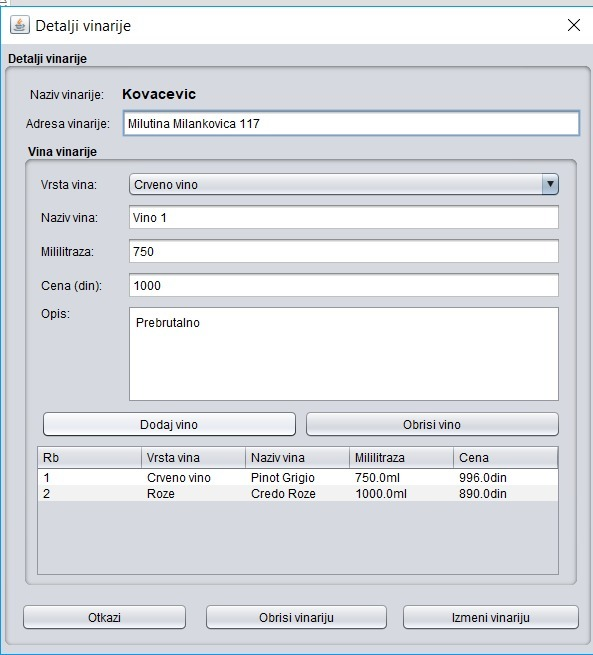 Detalji vinarije
Detalji vinarije
Naziv vinarije: Kovacevic
Adresa vinarije: Milutina Milankovica 117
Vina vinarije
Vrsta vina: Crveno vino
Naziv vina: Vino 1
Mililitraza: 750
Cena (din): 1000
Opis: Prebrutalno
Dodaj vino Obrisi vino
Rb Vrsta vina Naziv vina Mililitraza Cena
1 Crveno vino Pinot Grigio 750.0ml 996.0din
2 Roze Credo Roze 1000.0ml 890.0din
Otkazi Obrisi vinariju Izmeni vinariju